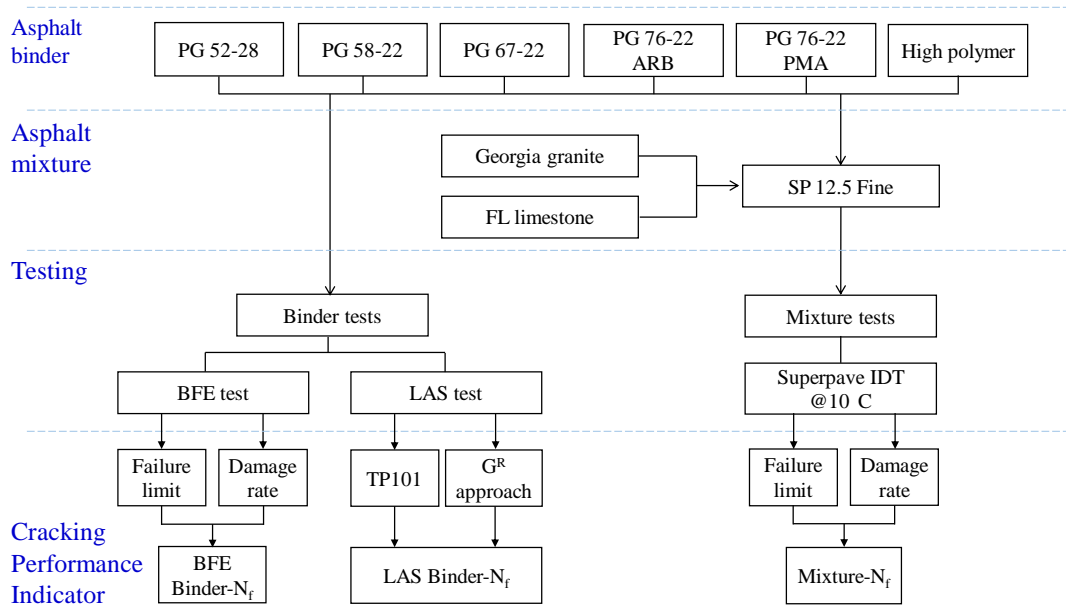 Asphalt
binder
PG 52-28
PG 58-22
PG 67-22
PG 76-22
ARB
PG 76-22
PMA
High polymer
Asphalt
mixture
Georgia granite
FL limestone
SP 12.5 Fine
Testing
Binder tests
Mixture tests
BFE test
LAS test
Superpave IDT
@10 C
Failure
limit
Damage
rate
TP101
Gᴿ
approach
Failure
limit
Damage
rate
Cracking
Performance
Indicator
BFE
Binder-N_f
LAS Binder-N_f
Mixture-N_f